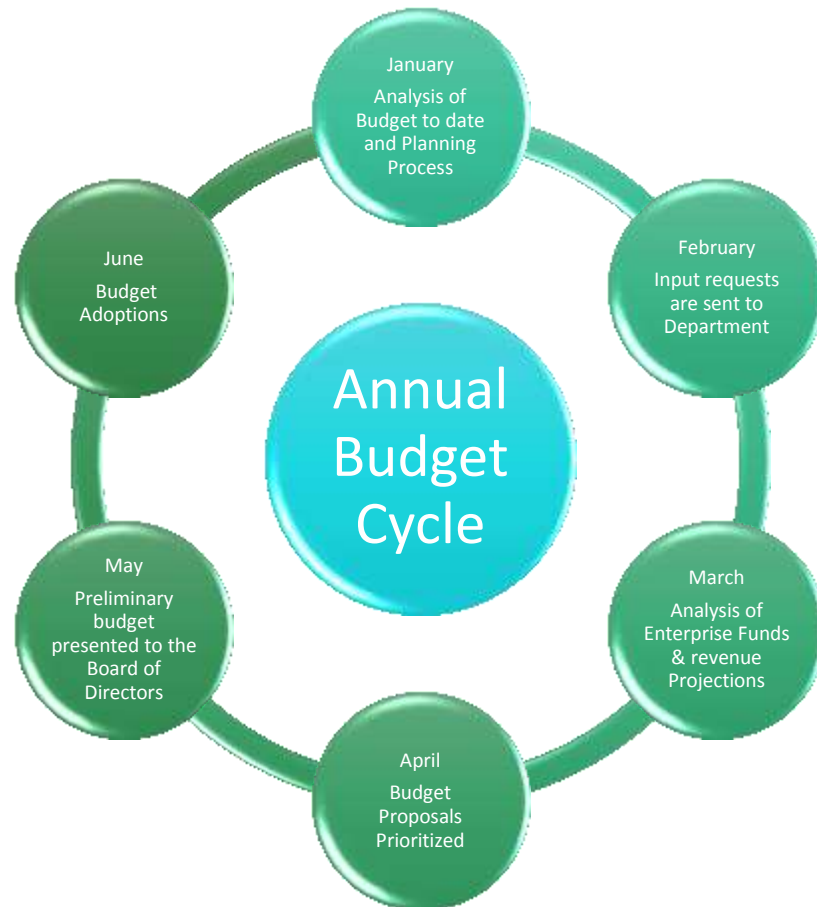 January
Analysis of
Budget to date
and Planning
Process
February
Input requests
are sent to
Department
March
Analysis of
Enterprise Funds
& revenue
Projections
April
Budget
Proposals
Prioritized
May
Preliminary
budget
presented to the
Board of
Directors
June
Budget
Adoptions
Annual
Budget
Cycle